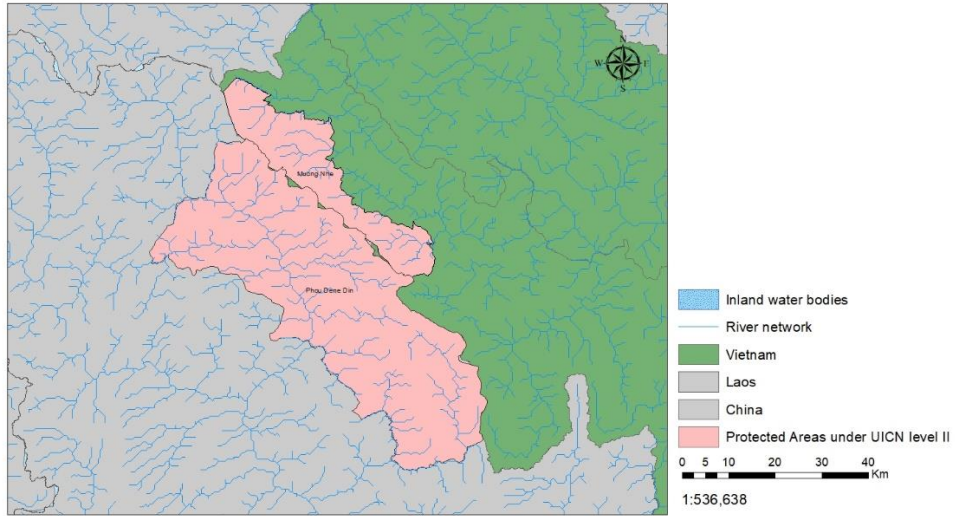 N
W E
S
Muong Nhe
Phou Dene Din
Inland water bodies
River network
Vietnam
Laos
China
Protected Areas under UICN level II
0 5 10 20 30 40
Km
1:536,638